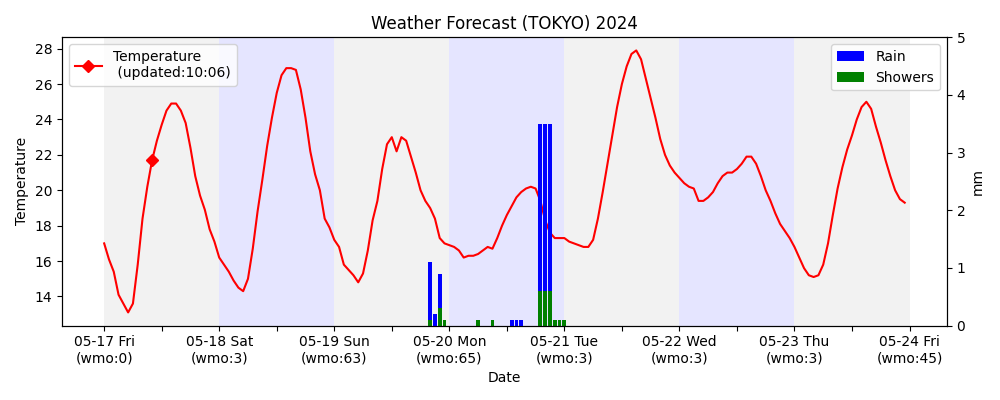 Weather Forecast (TOKYO) 2024
Temperature
(updated:10:06)
Rain
Showers
28
26
24
22
20
18
16
14
Temperature
5
4
3
2
1
0
mm
05-17 Fri
(wmo:0)
05-18 Sat
(wmo:3)
05-19 Sun
(wmo:63)
05-20 Mon
(wmo:65)
05-21 Tue
(wmo:3)
05-22 Wed
(wmo:3)
05-23 Thu
(wmo:3)
05-24 Fri
(wmo:45)
Date